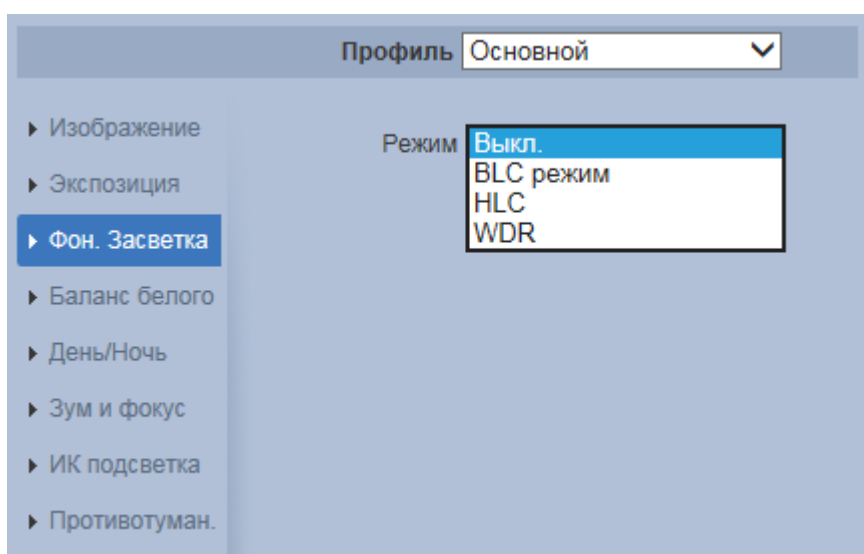 Профиль Основной
Изображение
Режим Выкл.
BLC режим
Экспозиция
HLC
Фон. Засветка
WDR
Баланс белого
День/Ночь
Зум и фокус
ИК подсветка
Противотуман.